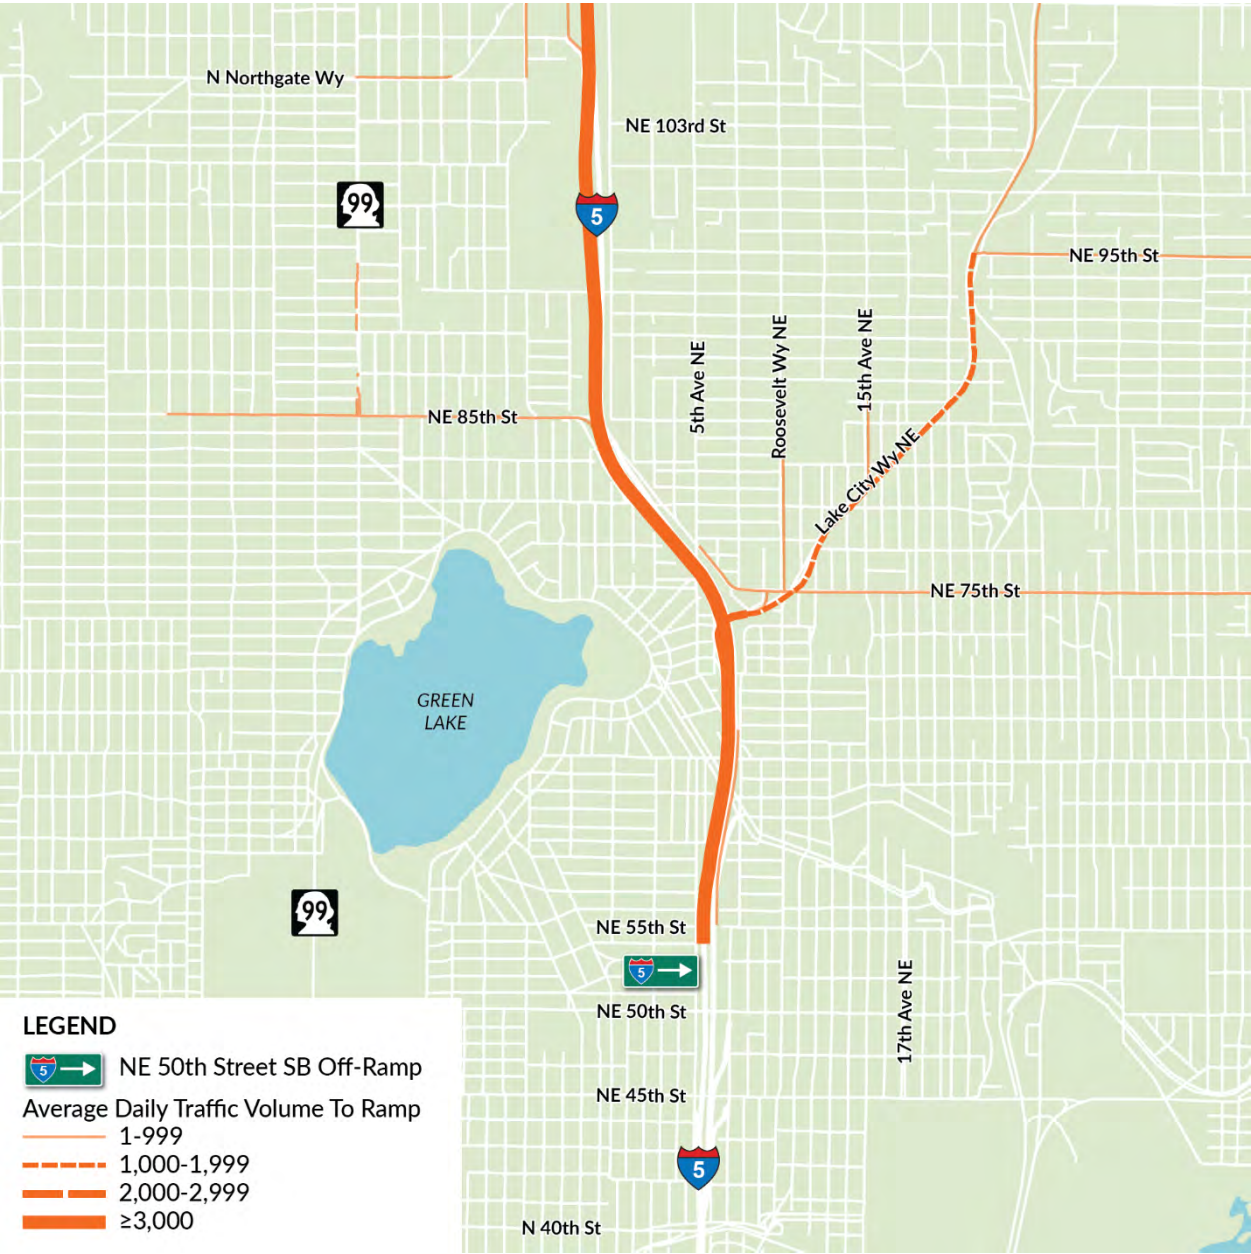 N Northgate Wy
NE 103rd St
99
5
NE 95th St
5th Ave NE
Roosevelt Wy NE
15th Ave NE
NE 85th St
Lake City Wy NE
NE 75th St
GREEN
LAKE
99
NE 55th St
5
NE 50th St
17th Ave NE
NE 45th St
5
N 40th St
LEGEND
5 NE 50th Street SB Off-Ramp
Average Daily Traffic Volume To Ramp
1-999
1,000-1,999
2,000-2,999
≥3,000